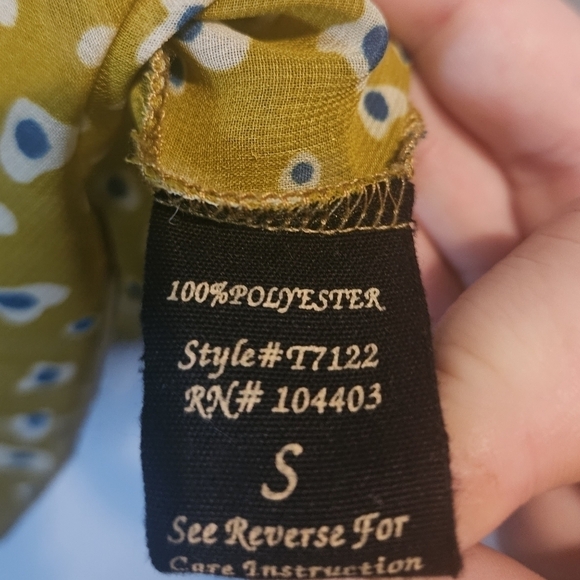 100%POLYESTER
Style# T7122
RN# 104403
S
See Reverse For
Care Instruction